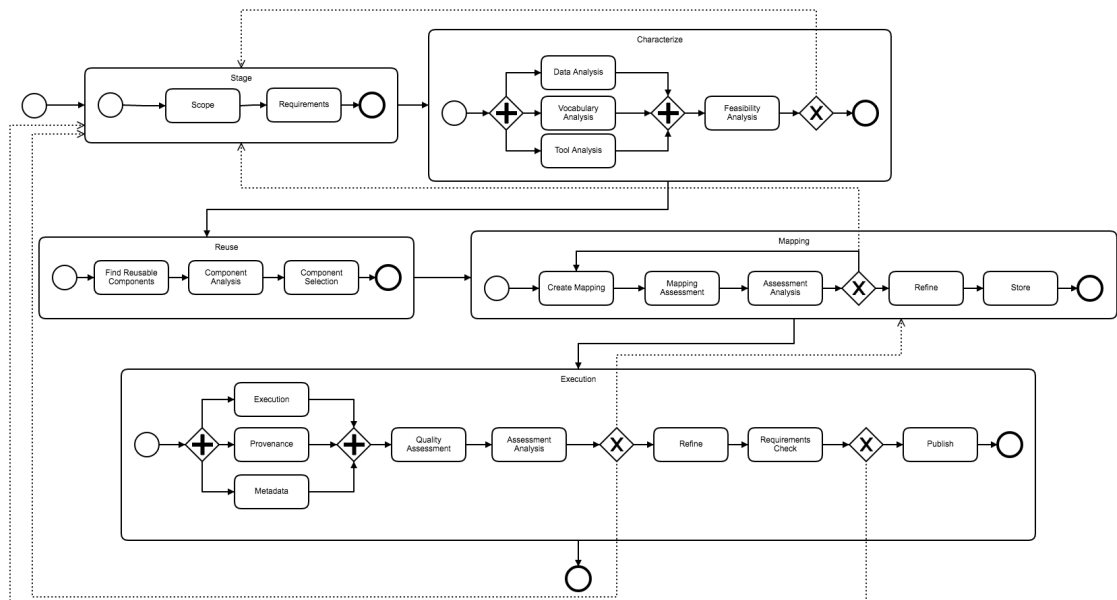 Characterize
Stage
Data Analysis
Scope
Requirements
Vocabulary
Analysis
Feasibility
Analysis
X
Tool Analysis
Reuse
Mapping
Find Reusable
Components
Component
Analysis
Component
Selection
Create Mapping
Mapping
Assessment
Assessment
Analysis
X
Refine
Store
Execution
Execution
Provenance
Metadata
Quality
Assessment
Assessment
Analysis
X
Refine
Requirements
Check
X
Publish